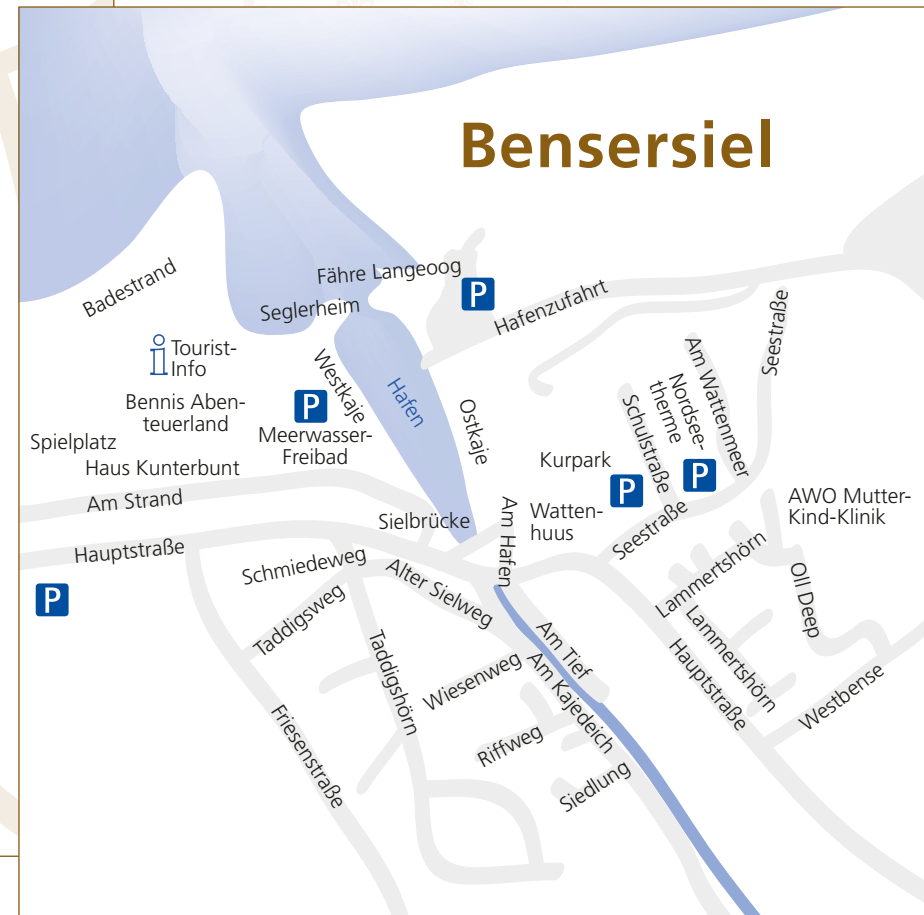 Bensersiel
Fähre Langeoog
P
Badestrand
Seglerheim
Hafenzufahrt
Seestraße
Tourist-
Info
Westkaje
Hafen
Am Wattenmeer
Nordsee-
therme
Bennis Aben-
teuerland
P
Schulstraße
Ostkaje
Spielplatz
Meerwasser-
Freibad
Haus Kunterbunt
Kurpark
P
P
Am Strand
AWO Mutter-
Kind-Klinik
Sielbrücke
Am Hafen
Watten-
huus
Seestraße
Hauptstraße
Schmiedeweg
Alter Sielweg
Lammertshörn
Oll Deep
P
Taddigsweg
Taddigshörn
Am Tief
Lammertshörn
Wiesenweg
Am Kajedeich
Hauptstraße
Westbense
Friesenstraße
Riffweg
Siedlung